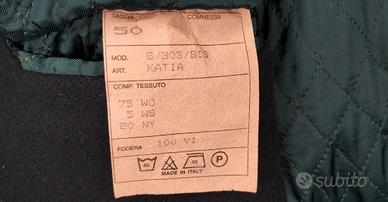 TAGLIA COMMESSA
50
MOD. G/BOS/BIS
ART. KATIA
COMP. TESSUTO
75 WO
5 WS
20 NY
FODERA 100 VI
40 P
MADE IN ITALY
subito